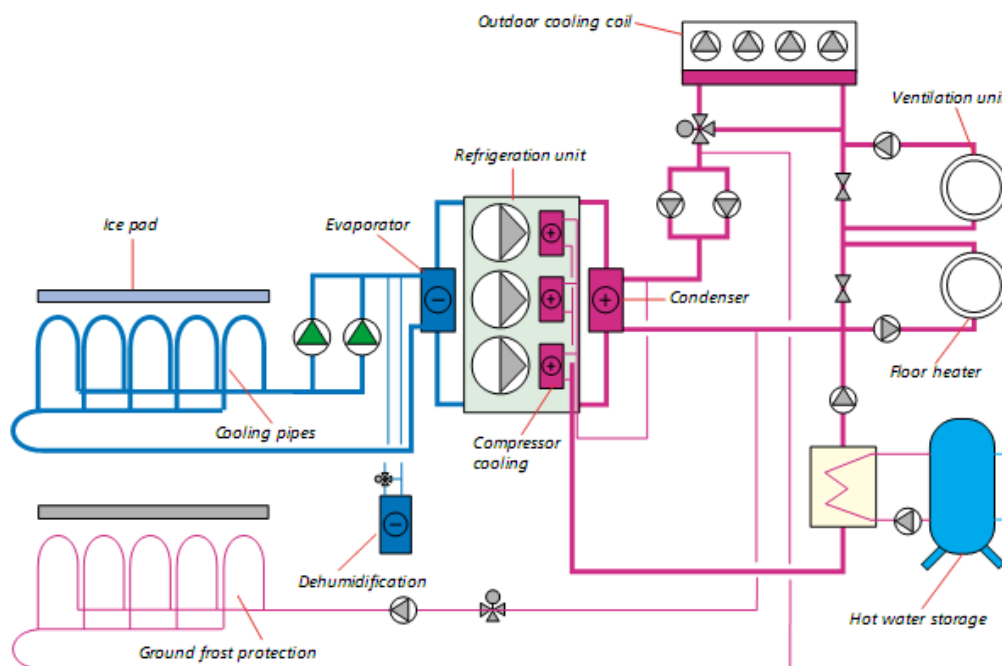 Outdoor cooling coil
Ventilation unit
Refrigeration unit
Ice pad
Evaporator
Condenser
Floor heater
Cooling pipes
Compressor
cooling
Dehumidification
Hot water storage
Ground frost protection